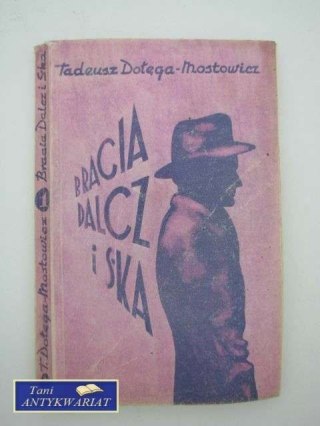 Tadeusz Dołęga-Mostowicz
BRACIA
DALCZ
i S-KA
T. Dołęga-Mostowicz Bracia Dalcz i S-ka
Tani
ANTYKWARIAT